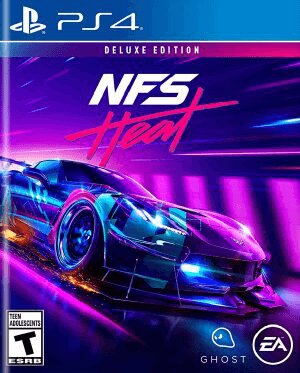 PS4
DELUXE EDITION
NFS
Heat
TEEN
ADOLESCENTS
T
ESRB
GHOST
EA